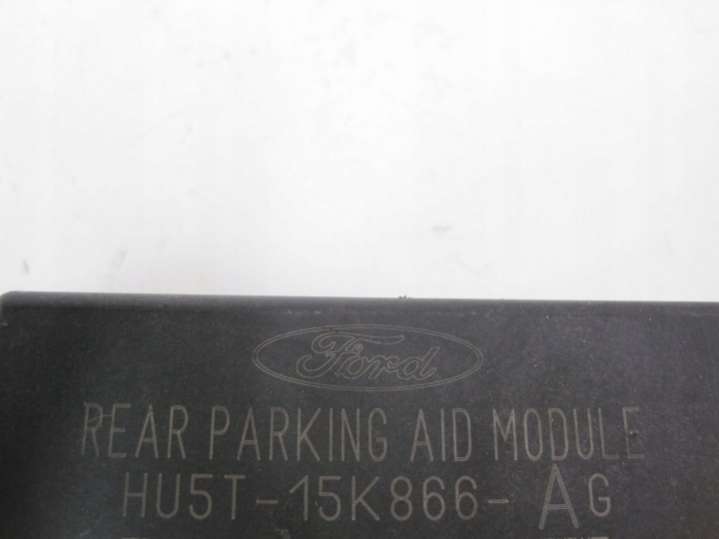 Ford
REAR PARKING AID MODULE
HU5T-15K866-AG